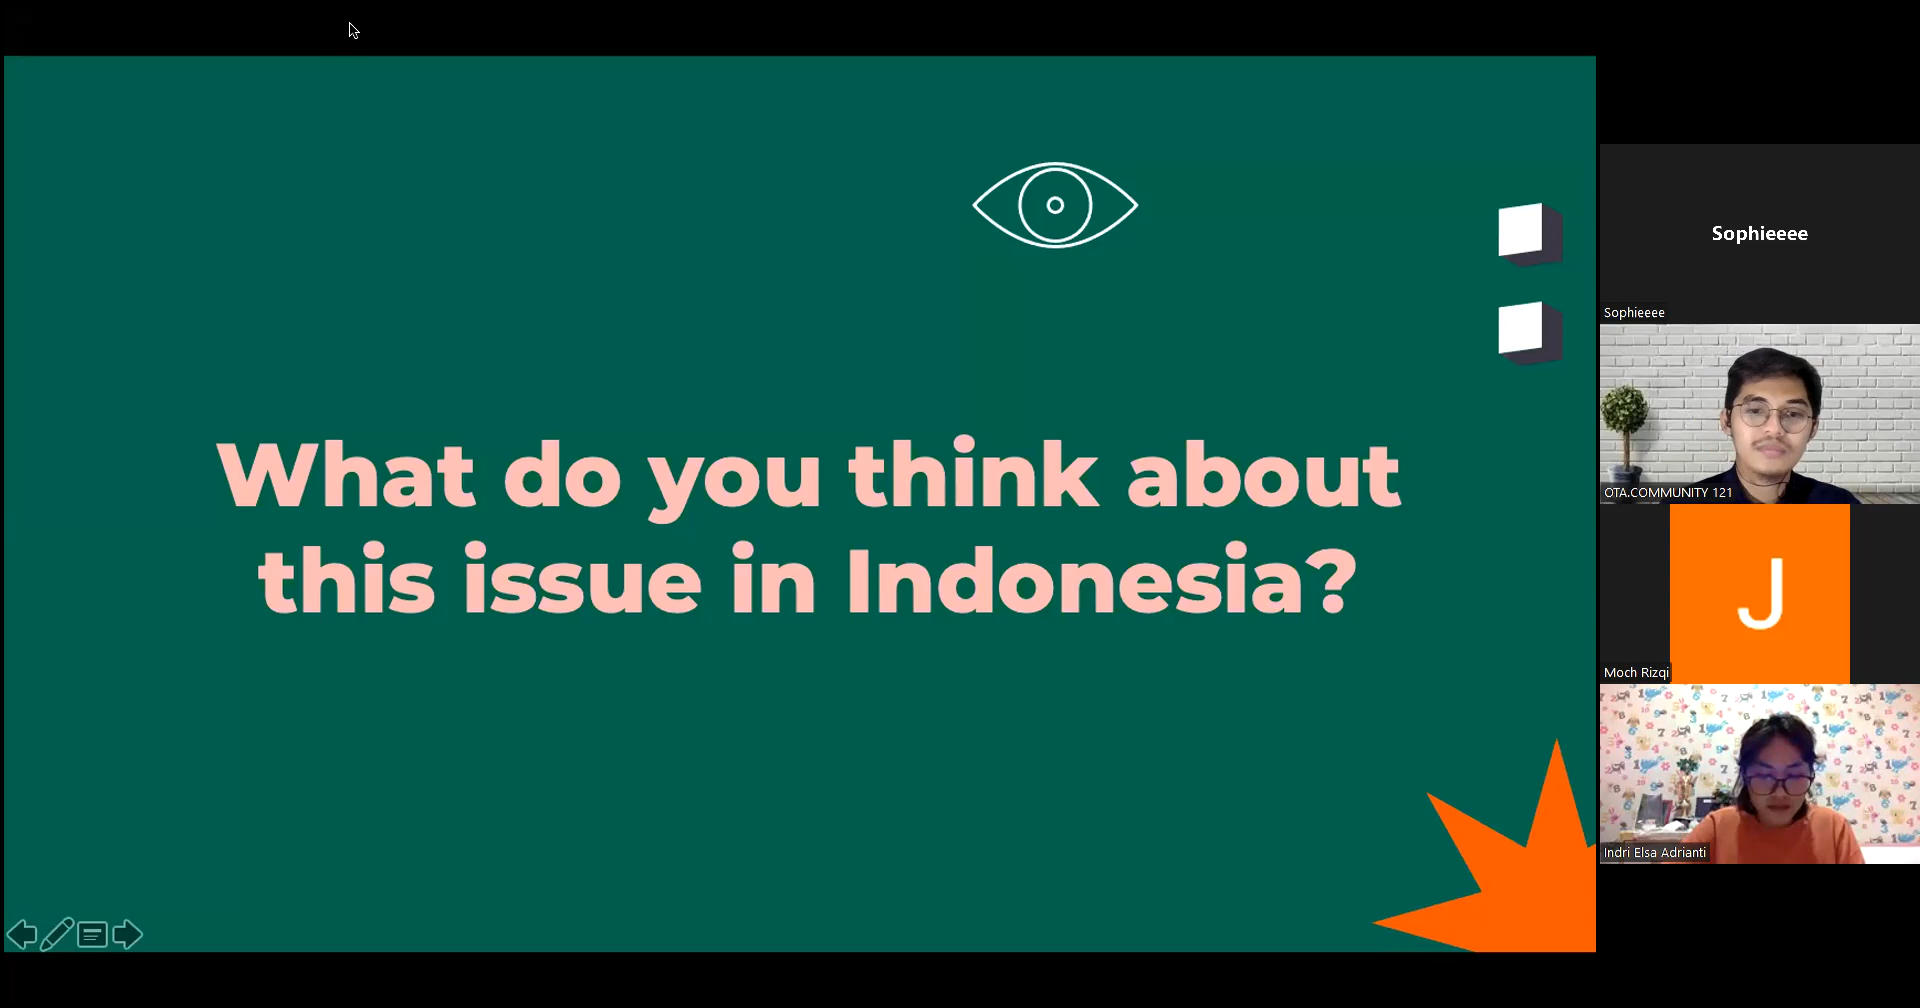 What do you think about
this issue in Indonesia?
Sophieeee
Sophieeee
OTA.COMMUNITY 121
J
Moch Rizqi
Indri Elsa Adrianti